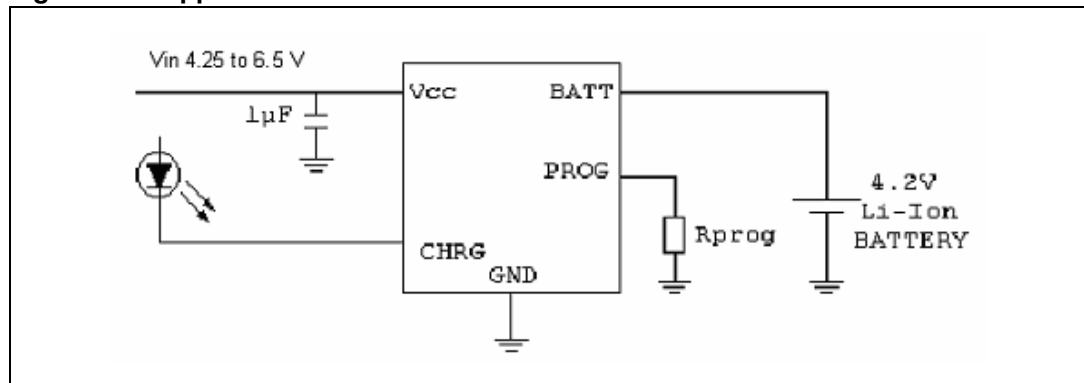 Vin 4.25 to 6.5 V
1µF
Vcc
BATT
PROG
CHRG
GND
Rprog
4.2V
Li-Ion
BATTERY